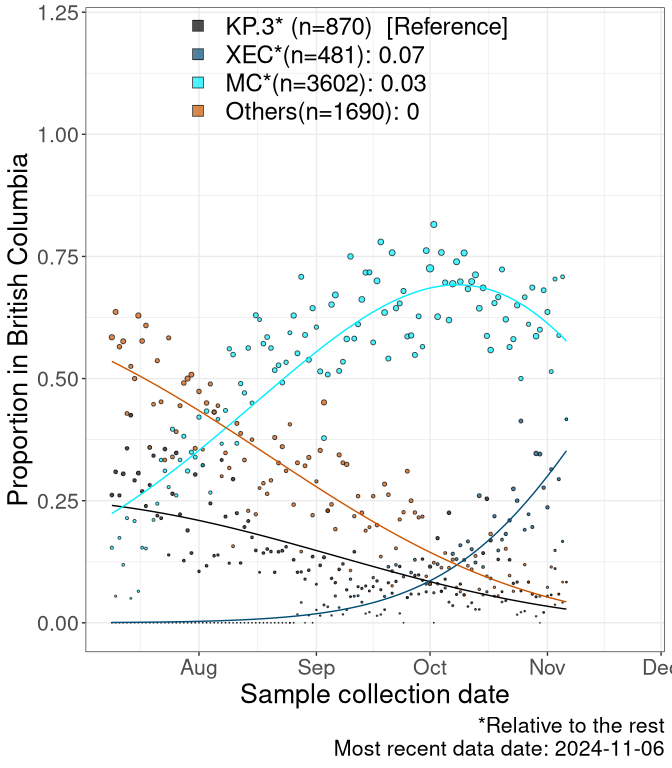 KP.3* (n=870)  [Reference]
XEC*(n=481): 0.07
MC*(n=3602): 0.03
Others(n=1690): 0
1.25
1.00
0.75
0.50
0.25
0.00
Proportion in British Columbia
Aug Sep Oct Nov Dec
Sample collection date
*Relative to the rest
Most recent data date: 2024-11-06